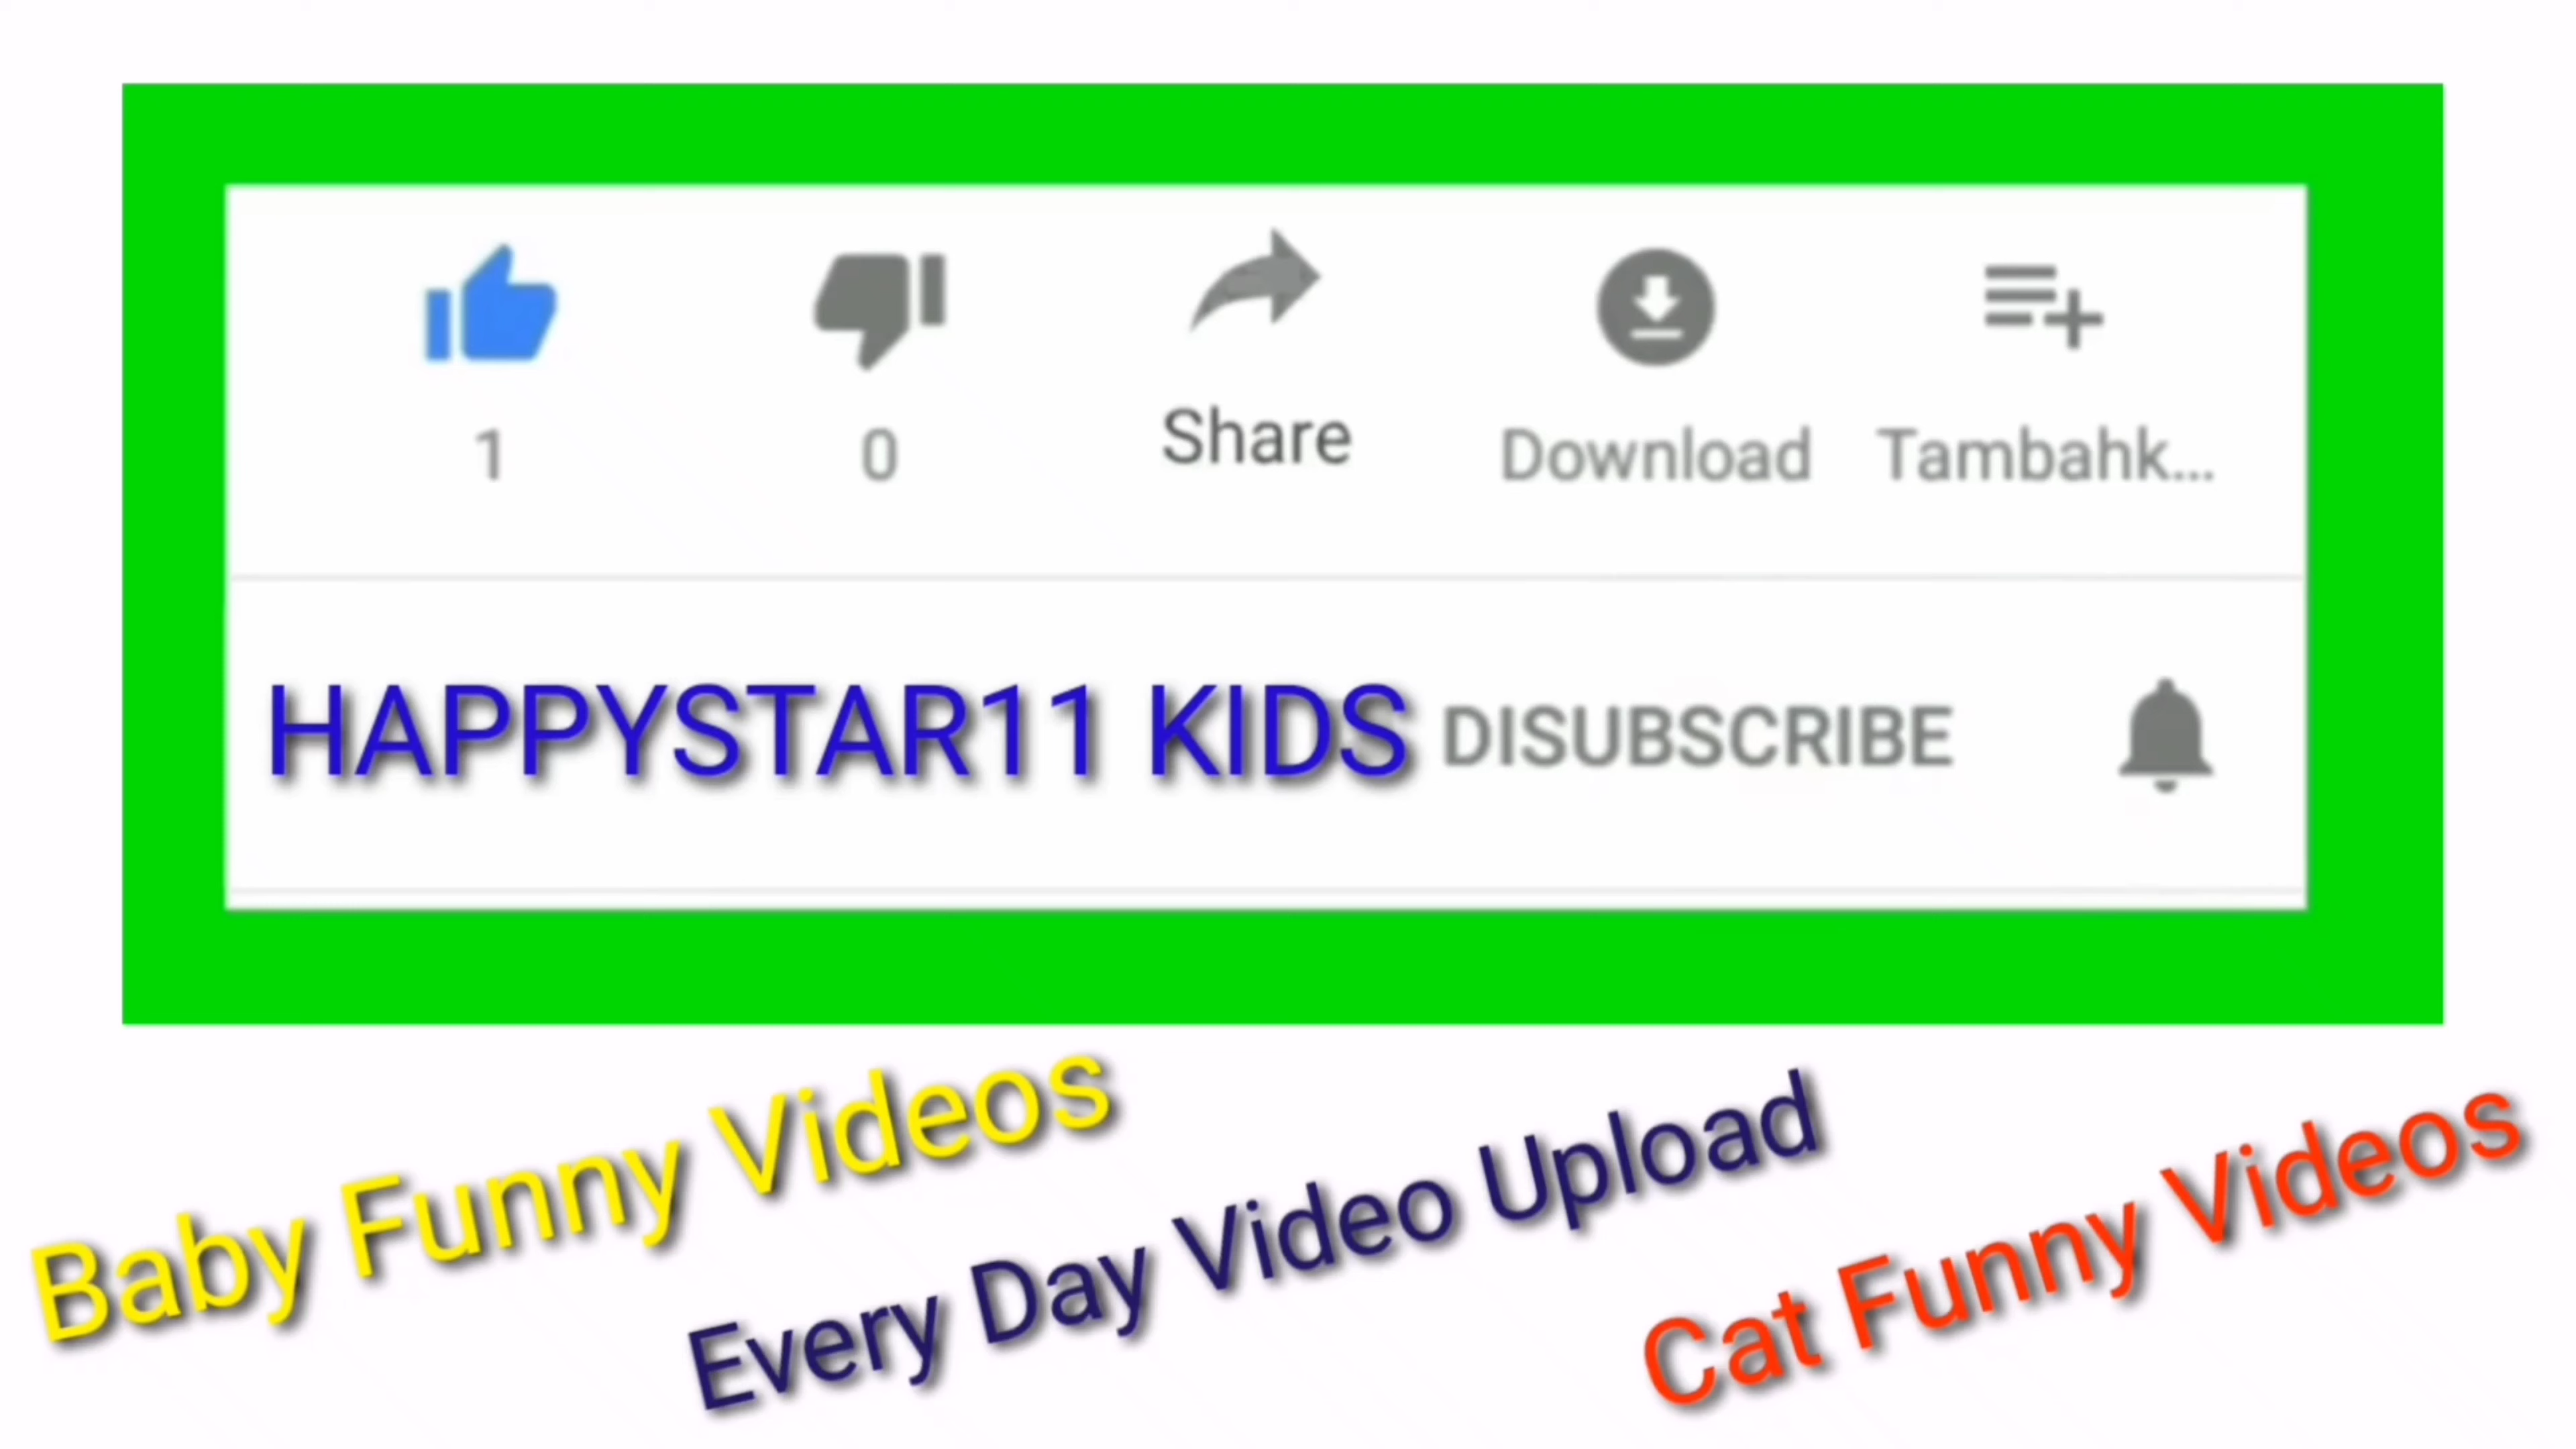 1
0
Share
Download
Tambahk...
HAPPYSTAR11 KIDS
DISUBSCRIBE
Baby Funny Videos
Every Day Video Upload
Cat Funny Videos